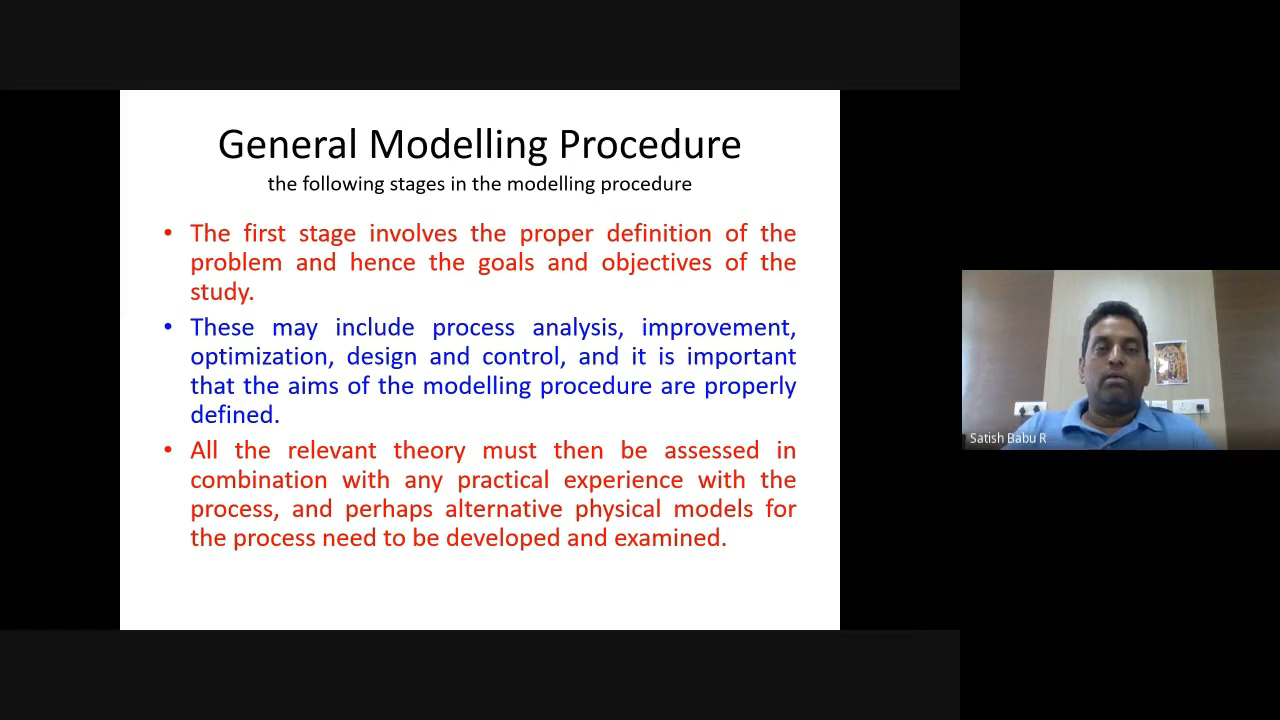 General Modelling Procedure
the following stages in the modelling procedure
• The first stage involves the proper definition of the
problem and hence the goals and objectives of the
study.
• These may include process analysis, improvement,
optimization, design and control, and it is important
that the aims of the modelling procedure are properly
defined.
• All the relevant theory must then be assessed in
combination with any practical experience with the
process, and perhaps alternative physical models for
the process need to be developed and examined.
Satish Babu R